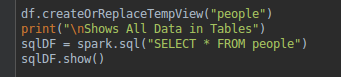 df.createOrReplaceTempView("people")
print("\nShows All Data in Tables")
sqlDF = spark.sql("SELECT * FROM people")
sqlDF.show()